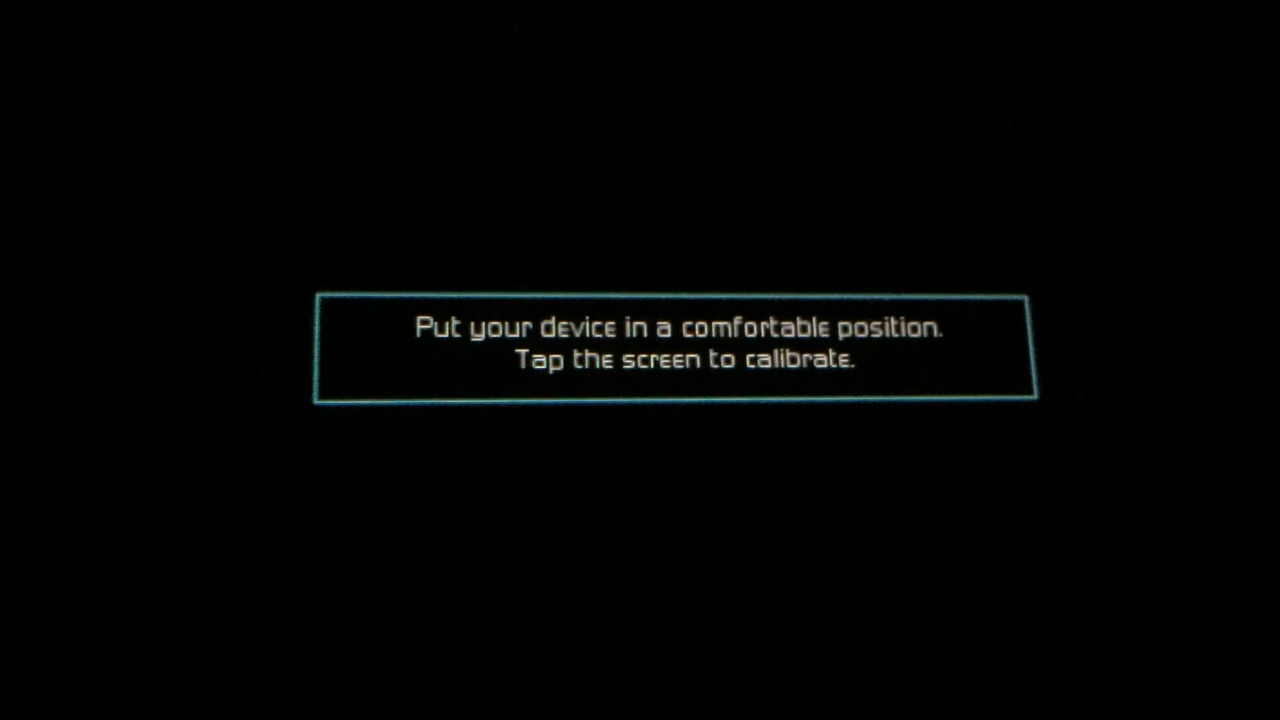 Put your device in a comfortable position.
Tap the screen to calibrate.